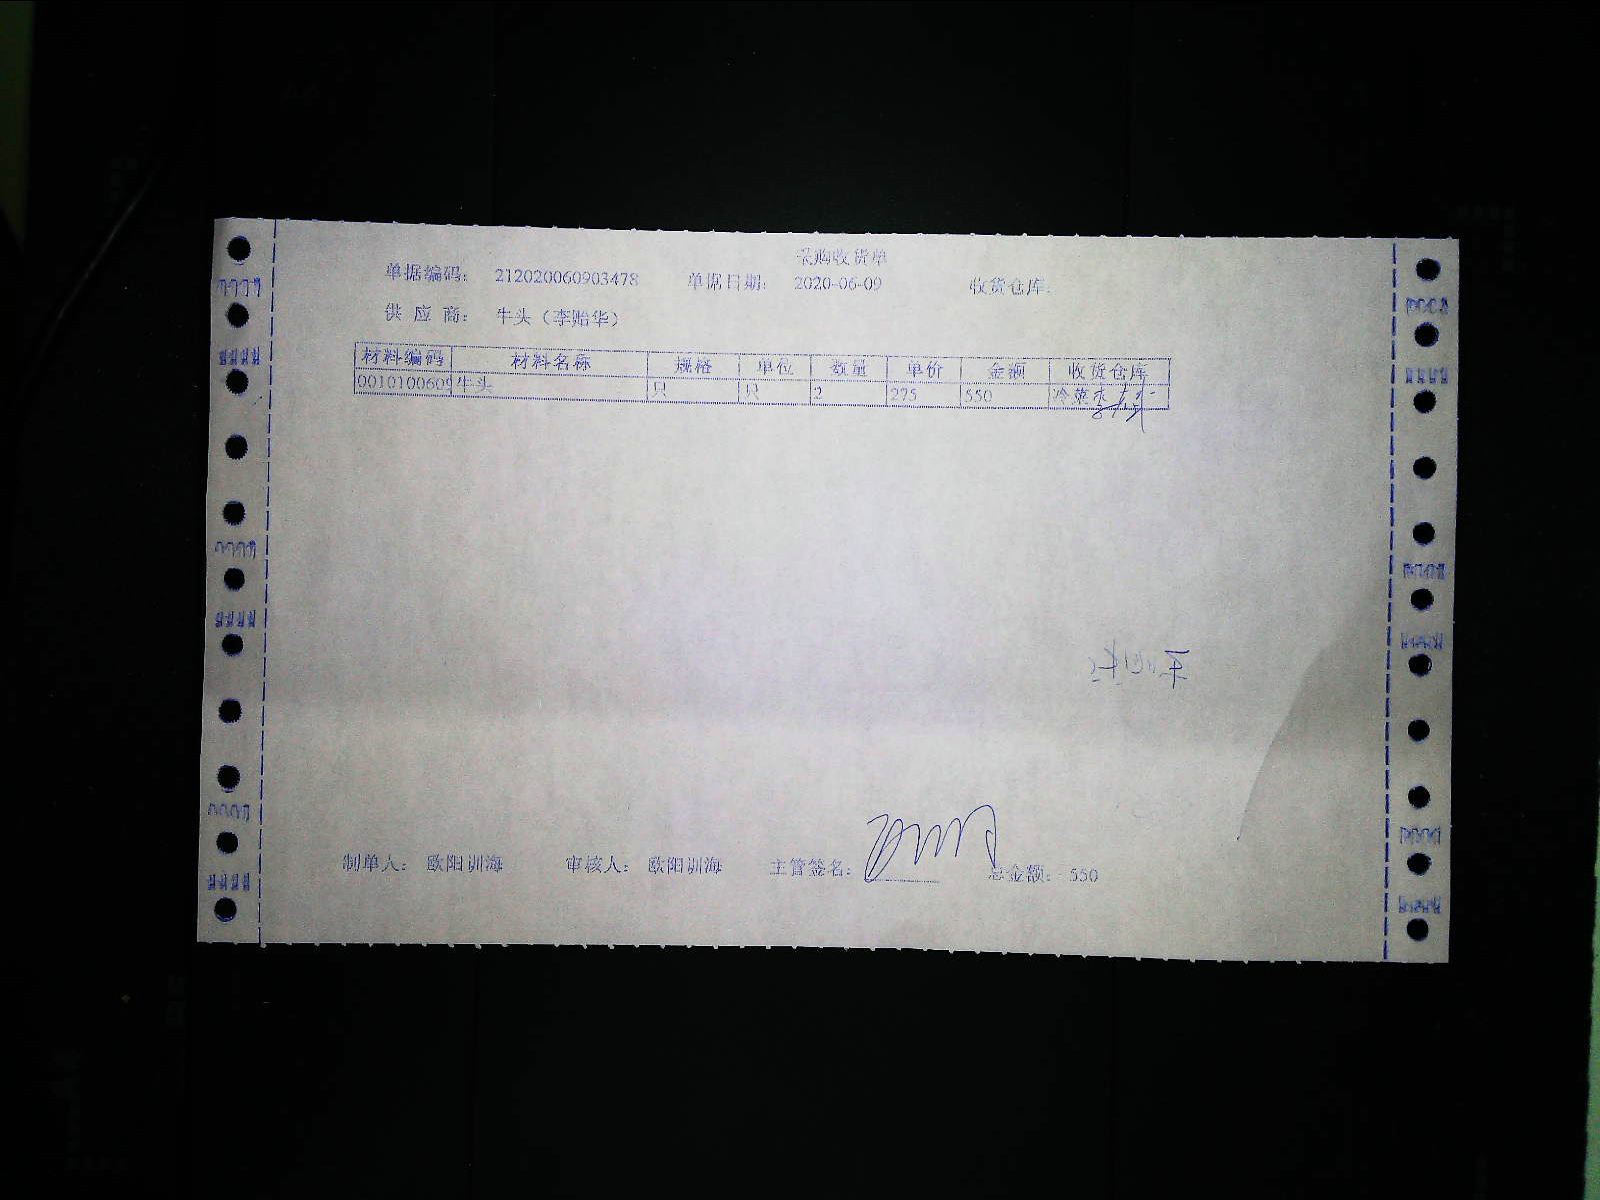 采购收货单
单据编码: 212020060903478 单据日期: 2020-06-09 收货仓库:
供 应 商: 牛头（李贻华）
材料编码 材料名称 规格 单位 数量 单价 金额 收货仓库
0010100609 牛头 只 只 2 275 550 冷菜
制单人: 欧阳训海 审核人: 欧阳训海 主管签名: 总金额: 550